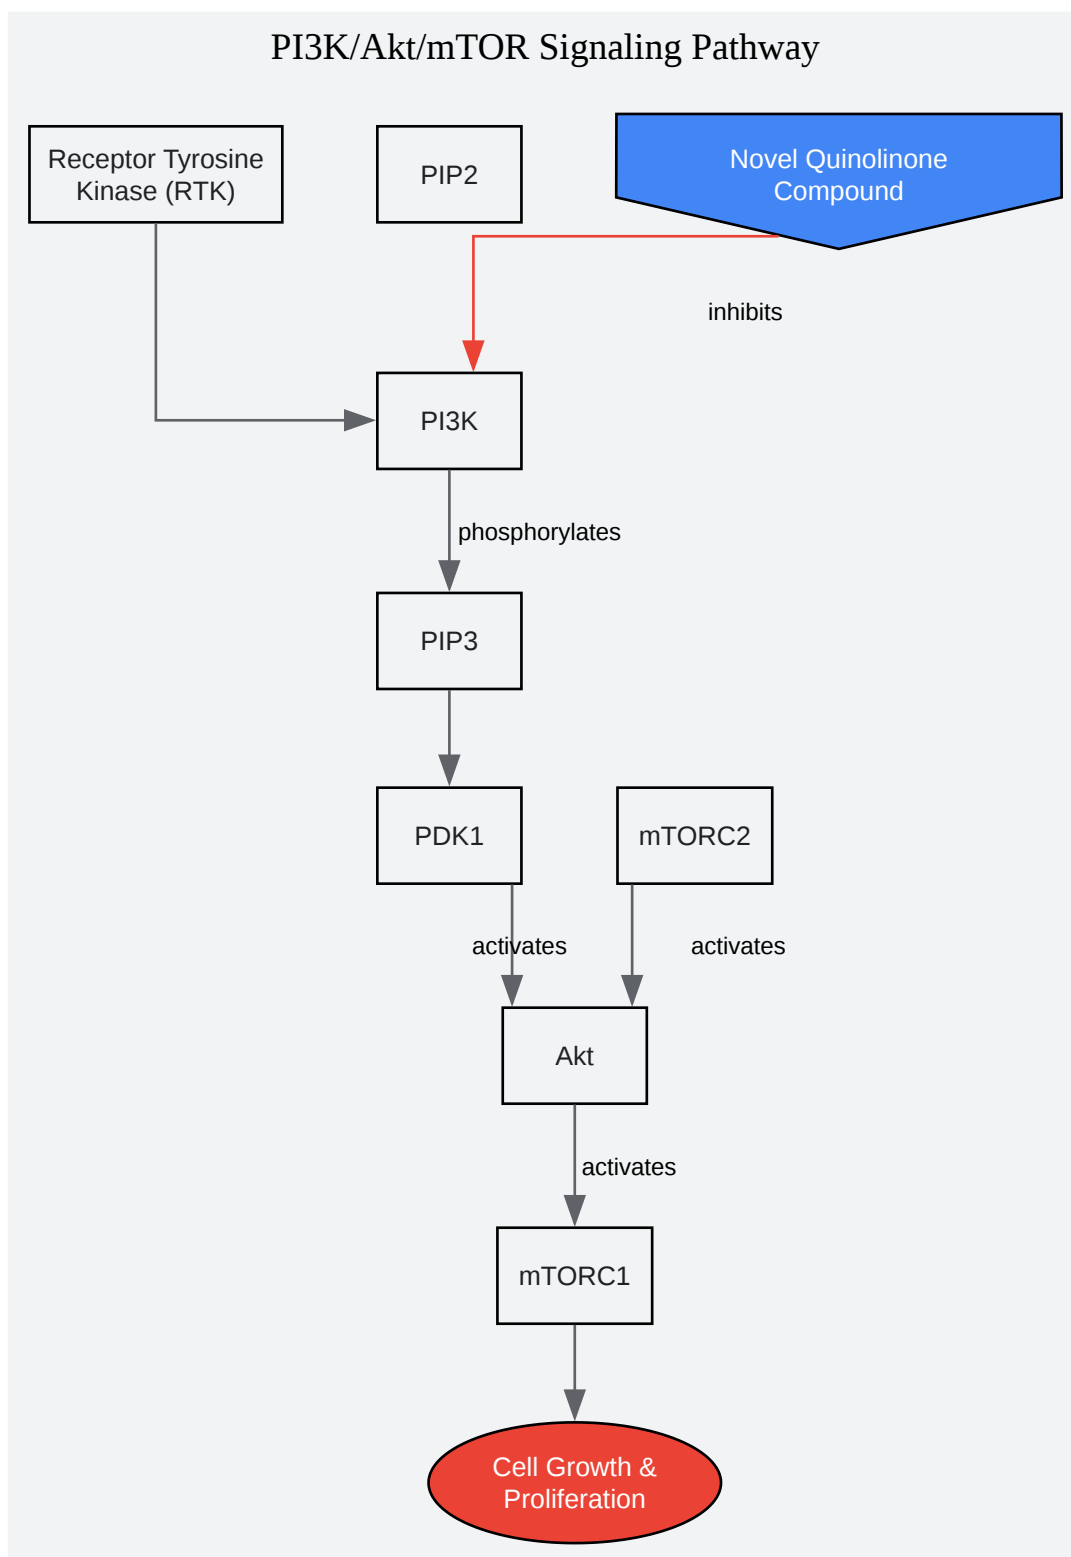 PI3K/Akt/mTOR Signaling Pathway
Receptor Tyrosine
Kinase (RTK)
PIP2
Novel Quinolinone
Compound
inhibits
PI3K
phosphorylates
PIP3
PDK1
mTORC2
activates
activates
Akt
activates
mTORC1
Cell Growth &
Proliferation